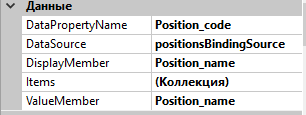 Данные
DataPropertyName Position_code
DataSource positionsBindingSource
DisplayMember Position_name
Items (Коллекция)
ValueMember Position_name